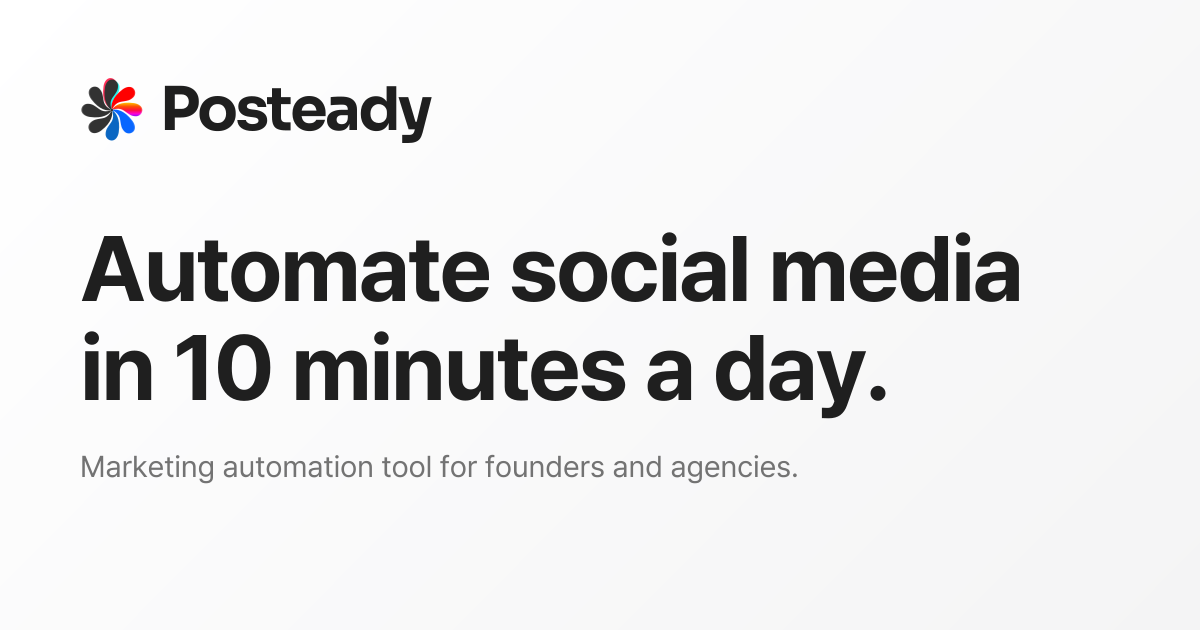 Posteady
Automate social media
in 10 minutes a day.
Marketing automation tool for founders and agencies.